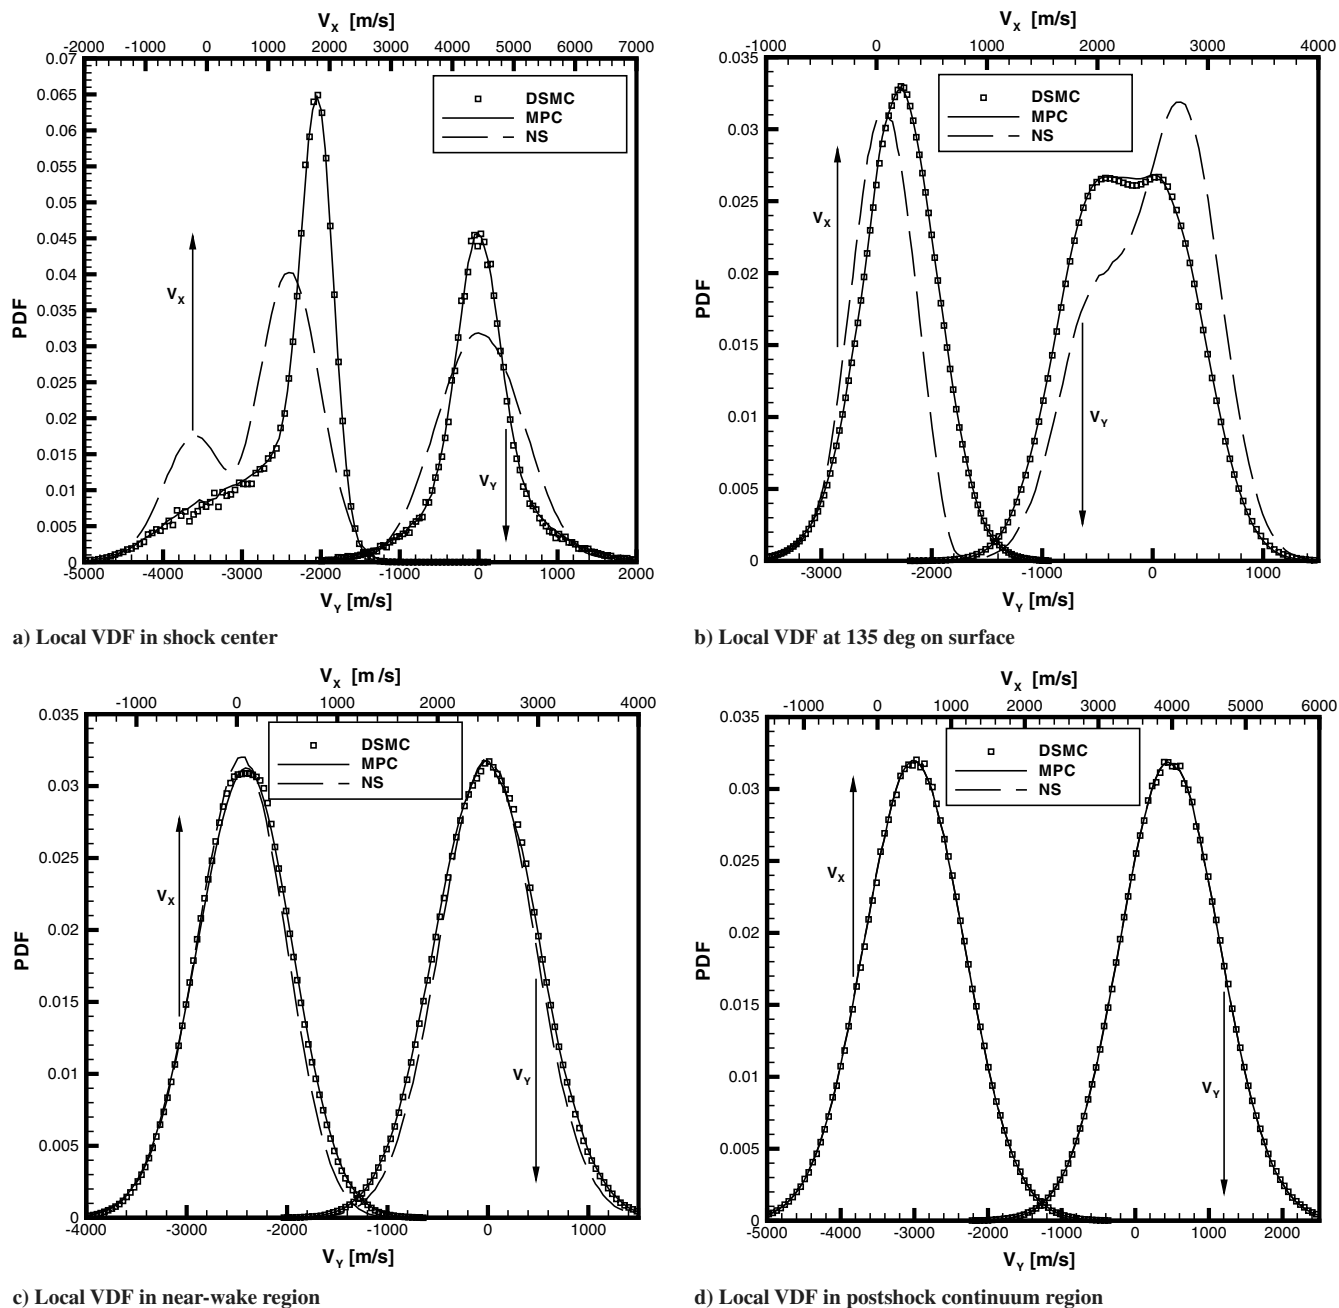 V_X [m/s]
-2000 -1000 0 1000 2000 3000 4000 5000 6000 7000
0.07
0.065
0.06
0.055
0.05
0.045
0.04
0.035
0.03
0.025
0.02
0.015
0.01
0.005
0
PDF
DSMC
MPC
NS
V_X
V_Y
-5000 -4000 -3000 -2000 -1000 0 1000 2000
V_Y [m/s]
a) Local VDF in shock center
V_X [m/s]
-1000 0 1000 2000 3000 4000
0.035
0.03
0.025
0.02
0.015
0.01
0.005
0
PDF
DSMC
MPC
NS
V_X
V_Y
-3000 -2000 -1000 0 1000
V_Y [m/s]
b) Local VDF at 135 deg on surface
V_X [m /s]
-1000 0 1000 2000 3000 4000
0.035
0.03
0.025
0.02
0.015
0.01
0.005
0
PDF
DSMC
MPC
NS
V_X
V_Y
-4000 -3000 -2000 -1000 0 1000
V_Y [m/s]
c) Local VDF in near-wake region
V_X [m/s]
-1000 0 1000 2000 3000 4000 5000 6000
0.035
0.03
0.025
0.02
0.015
0.01
0.005
0
PDF
DSMC
MPC
NS
V_X
V_Y
-5000 -4000 -3000 -2000 -1000 0 1000 2000
V_Y [m/s]
d) Local VDF in postshock continuum region